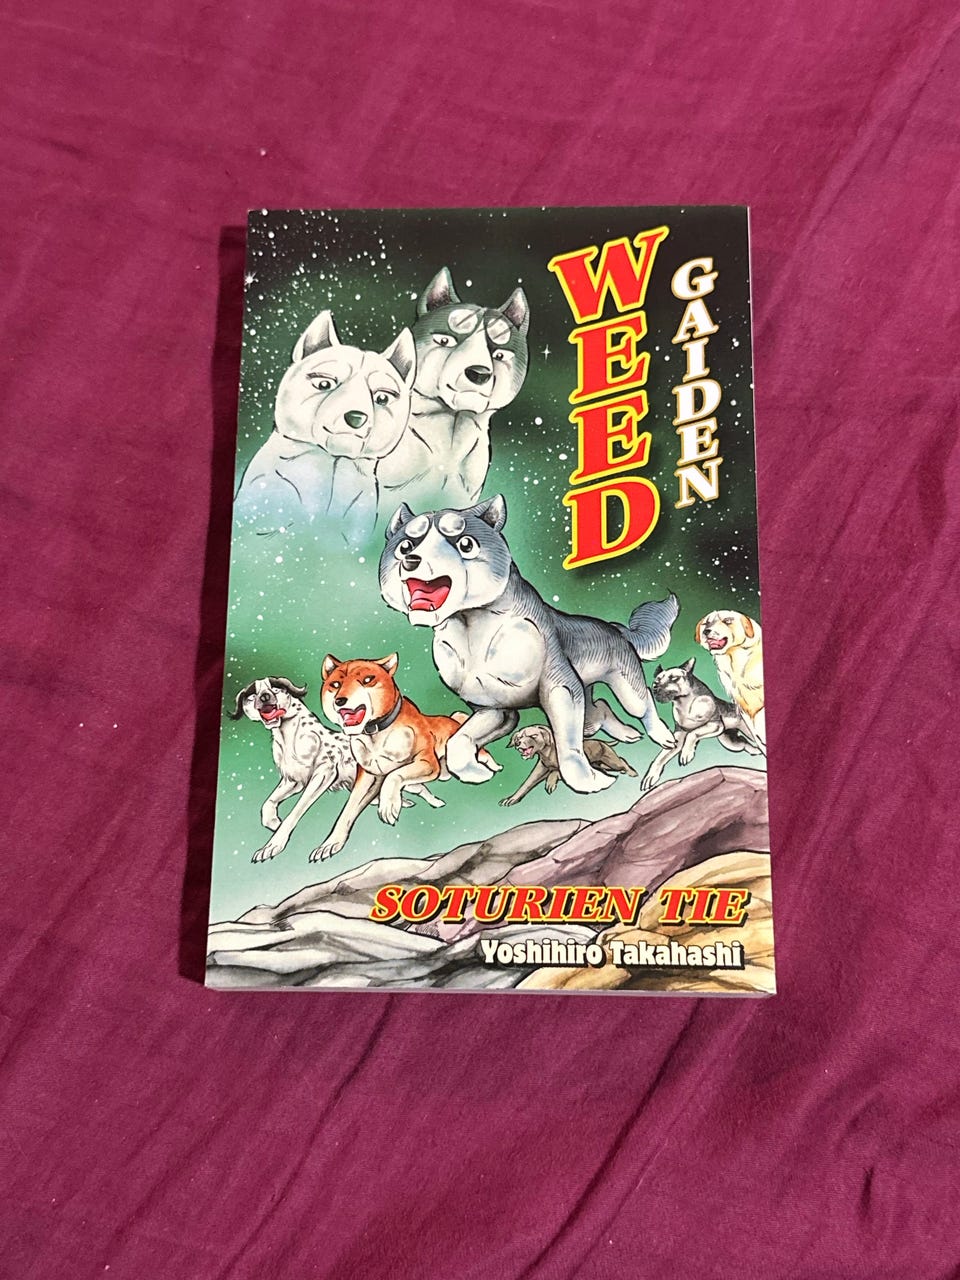 WEED
GAIDEN
SOTURIEN TIE
Yoshihiro Takahashi